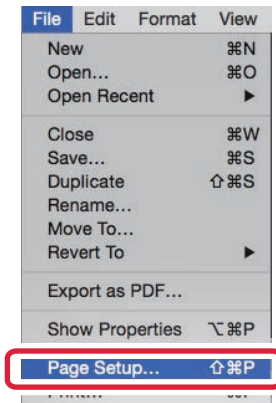 File Edit Format View
New ⌘N
Open... ⌘O
Open Recent ▶
Close ⌘W
Save... ⌘S
Duplicate ⇧⌘S
Rename...
Move To...
Revert To ▶
Export as PDF...
Show Properties ⌥⌘P
Page Setup... ⇧⌘P